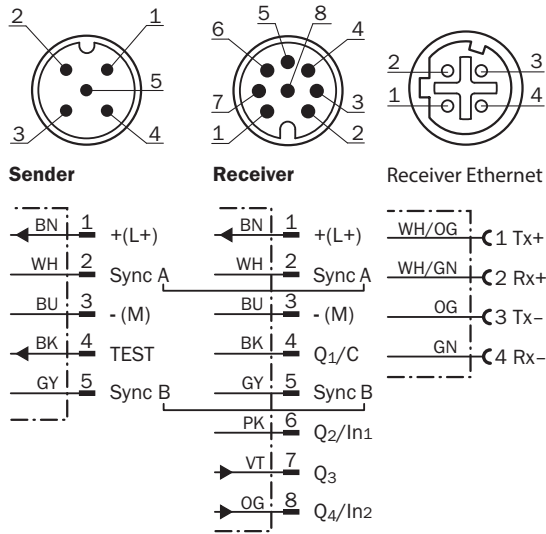 2 1
5
3 4
5 8
6 4
7 3
1 2
2 3
1 4
Sender
BN 1 +(L+)
WH 2 Sync A
BU 3 - (M)
BK 4 TEST
GY 5 Sync B
Receiver
BN 1 +(L+)
WH 2 Sync A
BU 3 - (M)
BK 4 Q1/C
GY 5 Sync B
PK 6 Q2/In1
VT 7 Q3
OG 8 Q4/In2
Receiver Ethernet
WH/OG 1 Tx+
WH/GN 2 Rx+
OG 3 Tx–
GN 4 Rx–